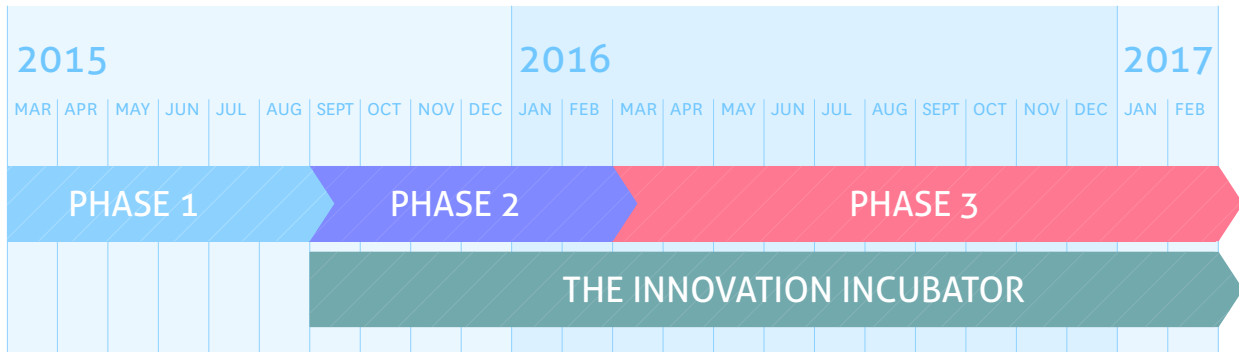 2015 2016 2017
MAR APR MAY JUN JUL AUG SEPT OCT NOV DEC JAN FEB MAR APR MAY JUN JUL AUG SEPT OCT NOV DEC JAN FEB
PHASE 1 PHASE 2 PHASE 3
THE INNOVATION INCUBATOR